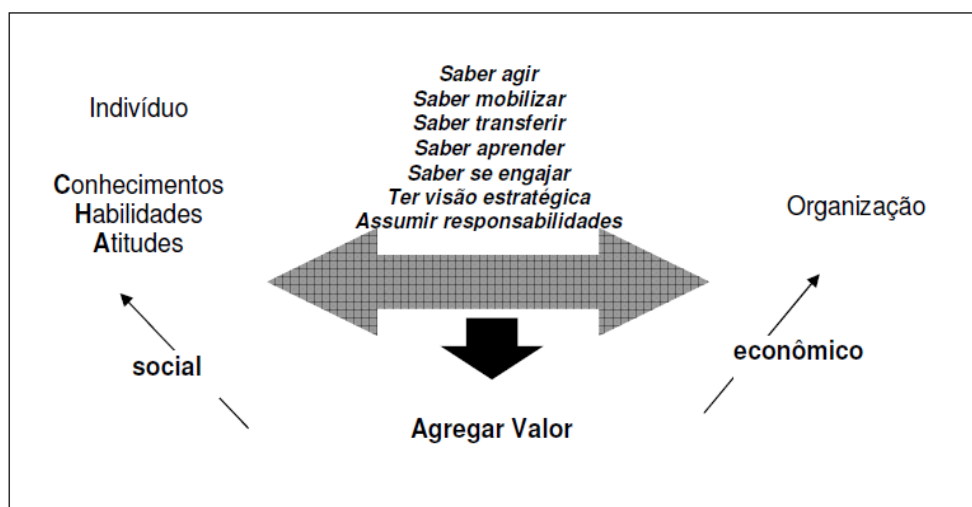 Indivíduo
Conhecimentos
Habilidades
Atitudes
Saber agir
Saber mobilizar
Saber transferir
Saber aprender
Saber se engajar
Ter visão estratégica
Assumir responsabilidades
Organização
social
econômico
Agregar Valor